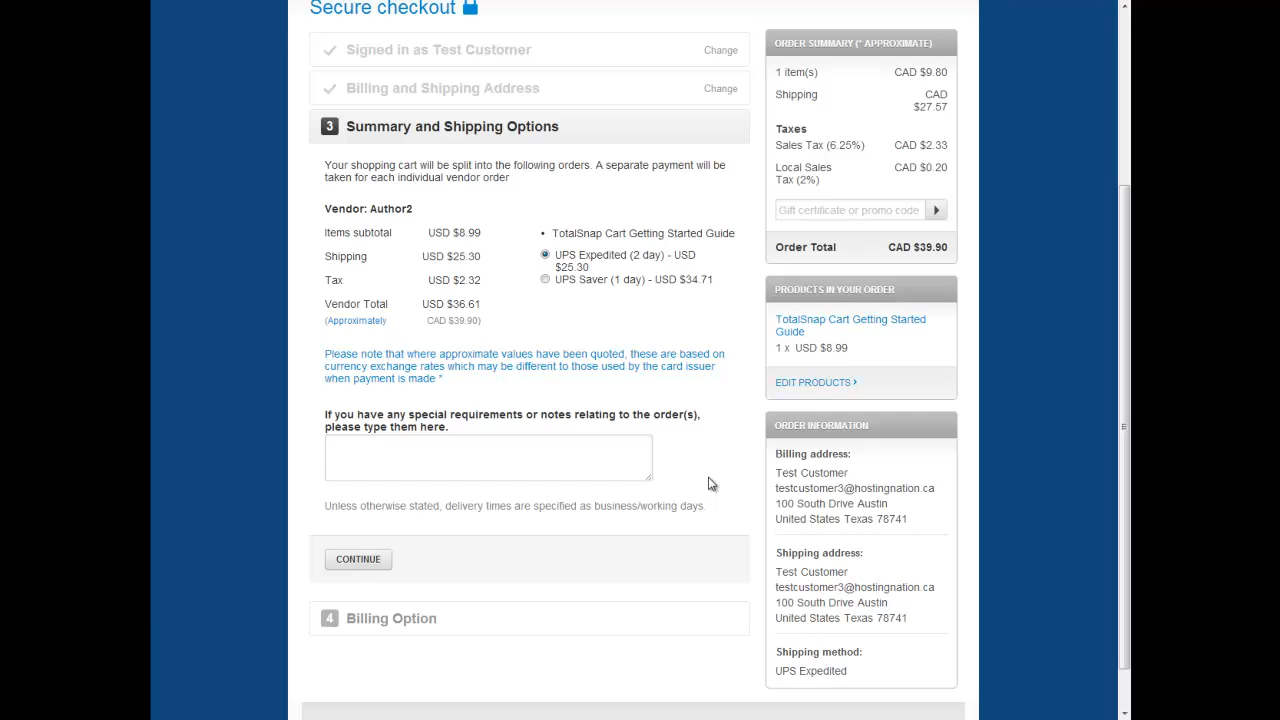 Secure checkout
Signed in as Test Customer Change
Billing and Shipping Address Change
3 Summary and Shipping Options
Your shopping cart will be split into the following orders. A separate payment will be
taken for each individual vendor order
Vendor: Author2
Items subtotal USD $8.99
Shipping USD $25.30
Tax USD $2.32
Vendor Total USD $36.61
(Approximately CAD $39.90)
• TotalSnap Cart Getting Started Guide
UPS Expedited (2 day) - USD
$25.30
UPS Saver (1 day) - USD $34.71
Please note that where approximate values have been quoted, these are based on
currency exchange rates which may be different to those used by the card issuer
when payment is made *
If you have any special requirements or notes relating to the order(s),
please type them here.
Unless otherwise stated, delivery times are specified as business/working days.
CONTINUE
4 Billing Option
ORDER SUMMARY (* APPROXIMATE)
1 item(s) CAD $9.80
Shipping CAD
$27.57
Taxes
Sales Tax (6.25%) CAD $2.33
Local Sales CAD $0.20
Tax (2%)
Gift certificate or promo code
Order Total CAD $39.90
PRODUCTS IN YOUR ORDER
TotalSnap Cart Getting Started
Guide
1 x USD $8.99
EDIT PRODUCTS
ORDER INFORMATION
Billing address:
Test Customer
testcustomer3@hostingnation.ca
100 South Drive Austin
United States Texas 78741
Shipping address:
Test Customer
testcustomer3@hostingnation.ca
100 South Drive Austin
United States Texas 78741
Shipping method:
UPS Expedited